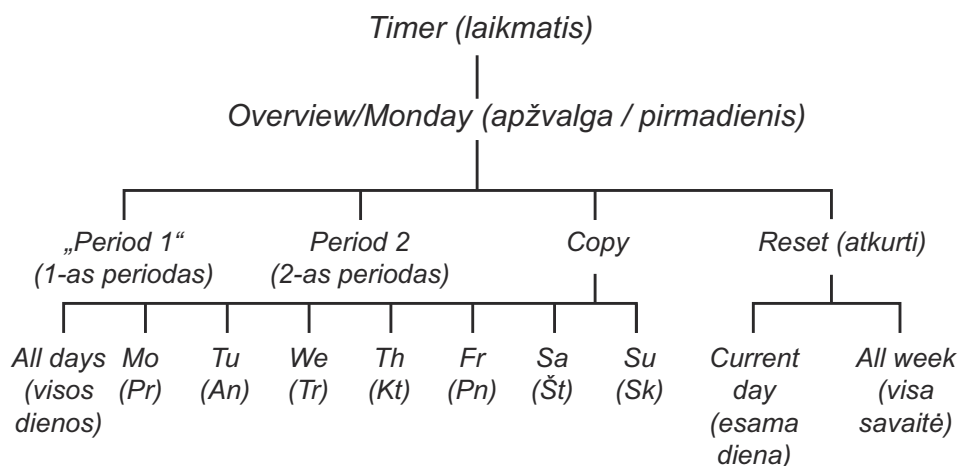 Timer (laikmatis)
Overview/Monday (apžvalga / pirmadienis)
„Period 1“
(1-as periodas)
Period 2
(2-as periodas)
Copy
Reset (atkurti)
All days
(visos
dienos)
Mo
(Pr)
Tu
(An)
We
(Tr)
Th
(Kt)
Fr
(Pn)
Sa
(Št)
Su
(Sk)
Current
day
(esama
diena)
All week
(visa
savaitė)